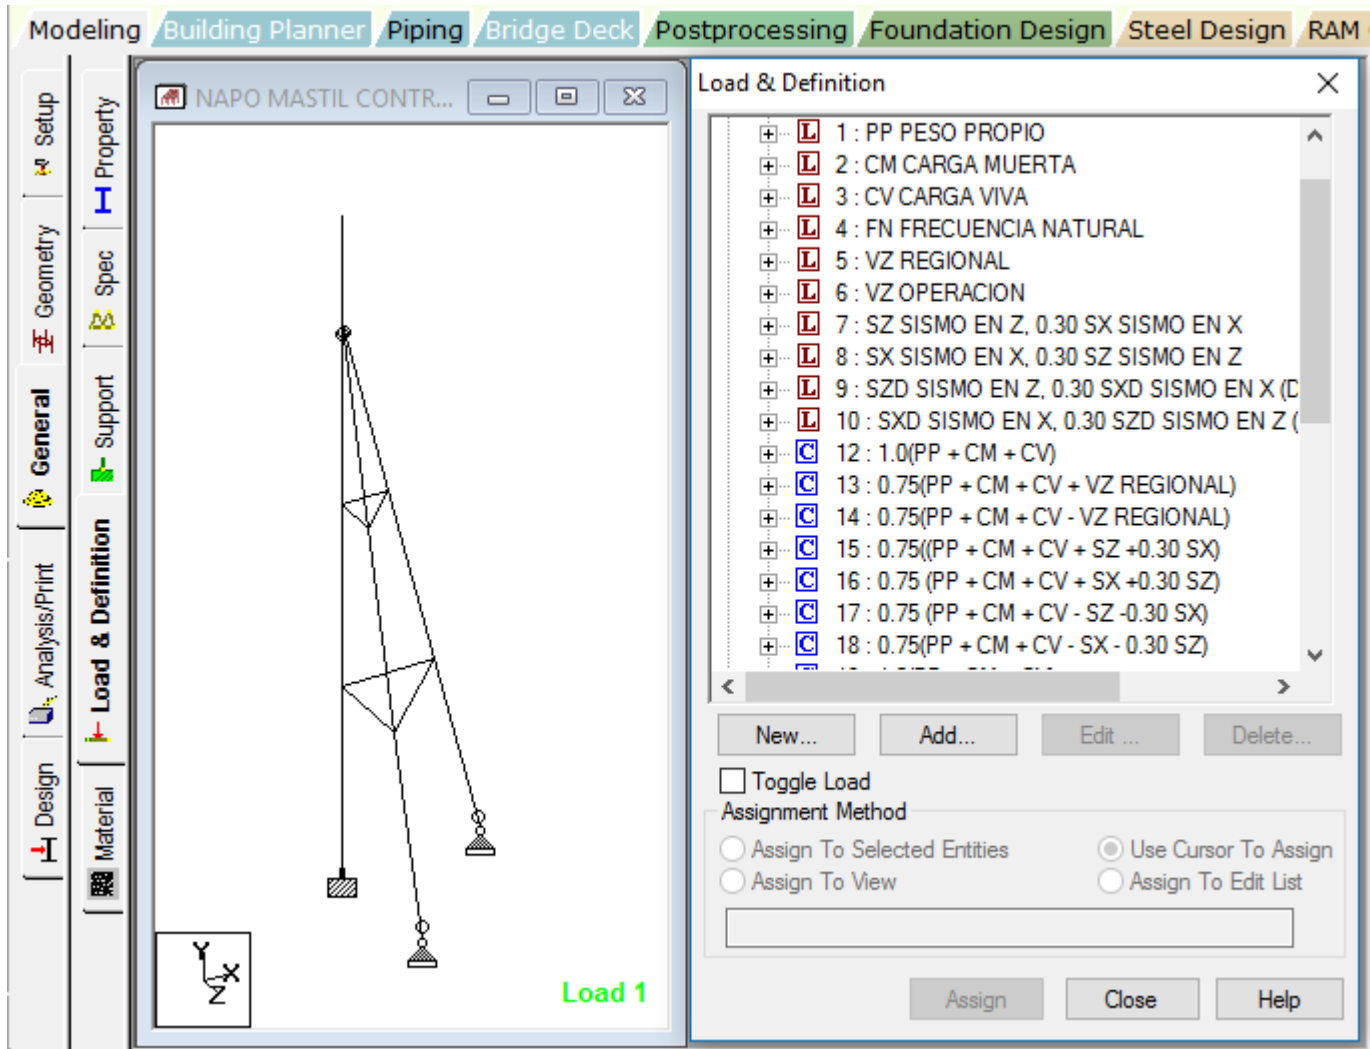 Modeling Building Planner Piping Bridge Deck Postprocessing Foundation Design Steel Design RAM
Setup
Geometry
General
Analysis/Print
Design
Property
Spec
Support
Load & Definition
Material
NAPO MASTIL CONTR...
Y
X
Z
Load 1
Load & Definition
1 : PP PESO PROPIO
2 : CM CARGA MUERTA
3 : CV CARGA VIVA
4 : FN FRECUENCIA NATURAL
5 : VZ REGIONAL
6 : VZ OPERACION
7 : SZ SISMO EN Z, 0.30 SX SISMO EN X
8 : SX SISMO EN X, 0.30 SZ SISMO EN Z
9 : SZD SISMO EN Z, 0.30 SXD SISMO EN X (D
10 : SXD SISMO EN X, 0.30 SZD SISMO EN Z (
12 : 1.0(PP + CM + CV)
13 : 0.75(PP + CM + CV + VZ REGIONAL)
14 : 0.75(PP + CM + CV - VZ REGIONAL)
15 : 0.75((PP + CM + CV + SZ +0.30 SX)
16 : 0.75 (PP + CM + CV + SX +0.30 SZ)
17 : 0.75 (PP + CM + CV - SZ -0.30 SX)
18 : 0.75(PP + CM + CV - SX - 0.30 SZ)
New... Add... Edit ... Delete...
Toggle Load
Assignment Method
Assign To Selected Entities Use Cursor To Assign
Assign To View Assign To Edit List
Assign Close Help